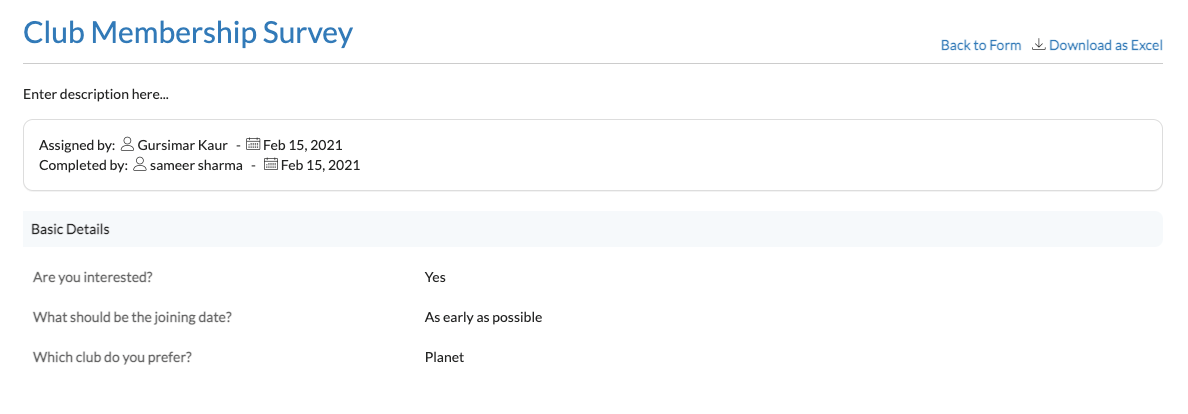 Club Membership Survey
Back to Form Download as Excel
Enter description here...
Assigned by: Gursimar Kaur - Feb 15, 2021
Completed by: sameer sharma - Feb 15, 2021
Basic Details
Are you interested? Yes
What should be the joining date? As early as possible
Which club do you prefer? Planet